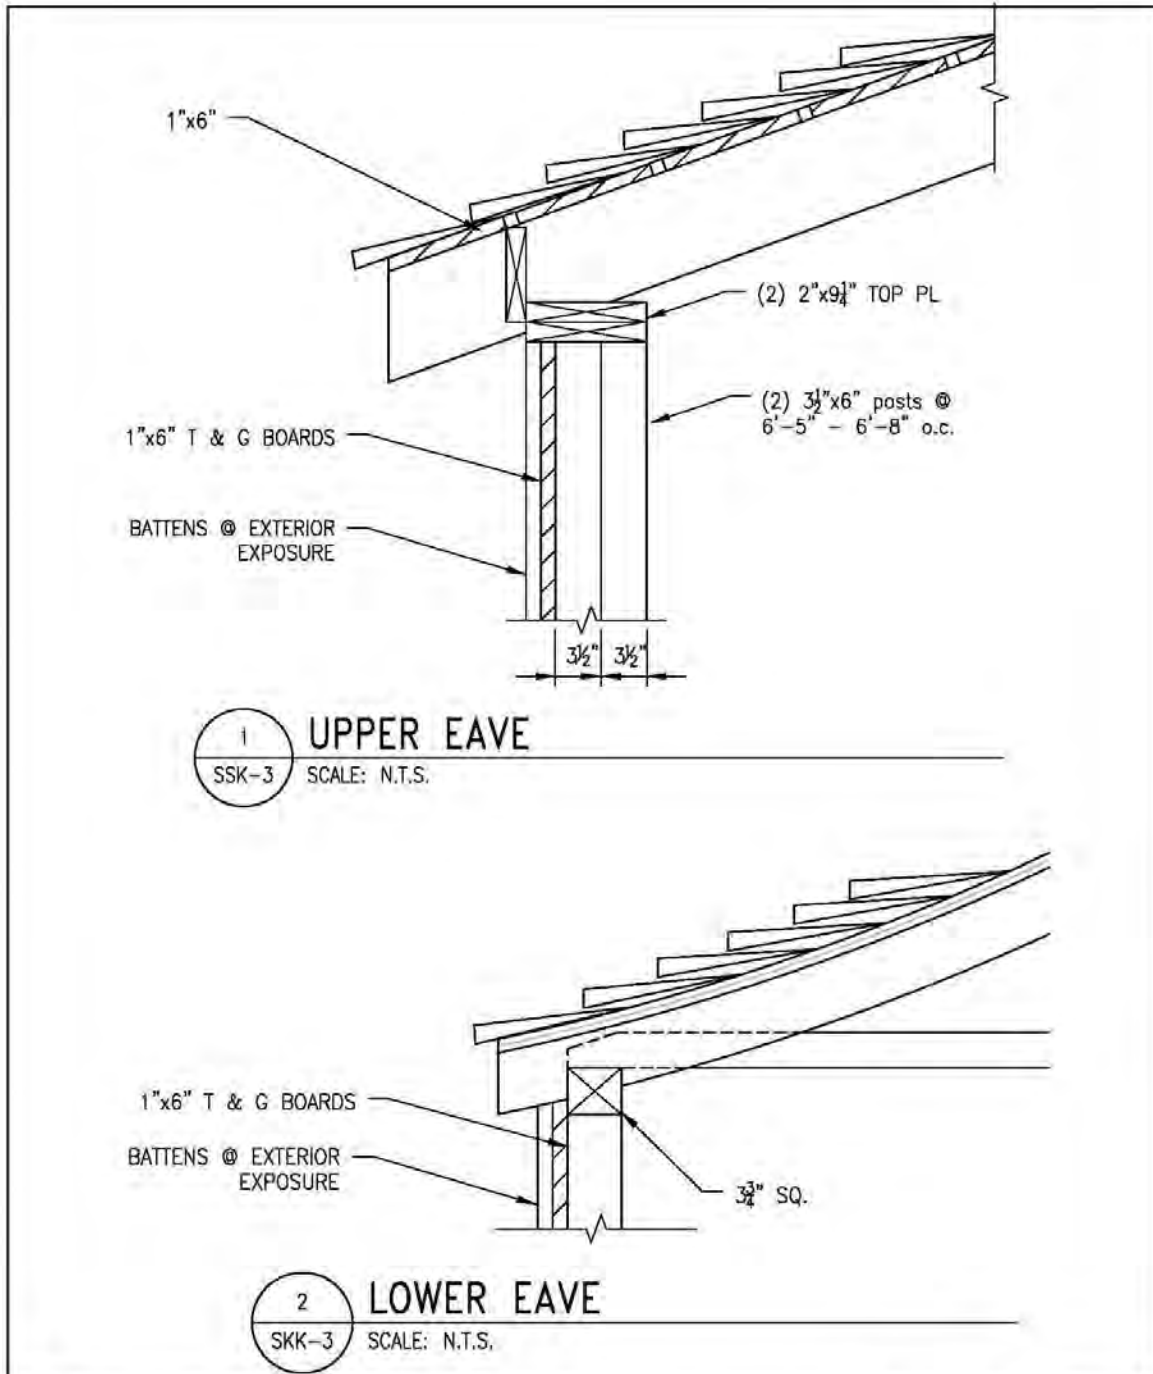 1"x6"
(2) 2"x9¼" TOP PL
(2) 3½"x6" posts @
6'-5" - 6'-8" o.c.
1"x6" T & G BOARDS
BATTENS @ EXTERIOR
EXPOSURE
3½" 3½"
1
SSK-3
UPPER EAVE
SCALE: N.T.S.
1"x6" T & G BOARDS
BATTENS @ EXTERIOR
EXPOSURE
3¾" SQ.
2
SKK-3
LOWER EAVE
SCALE: N.T.S.